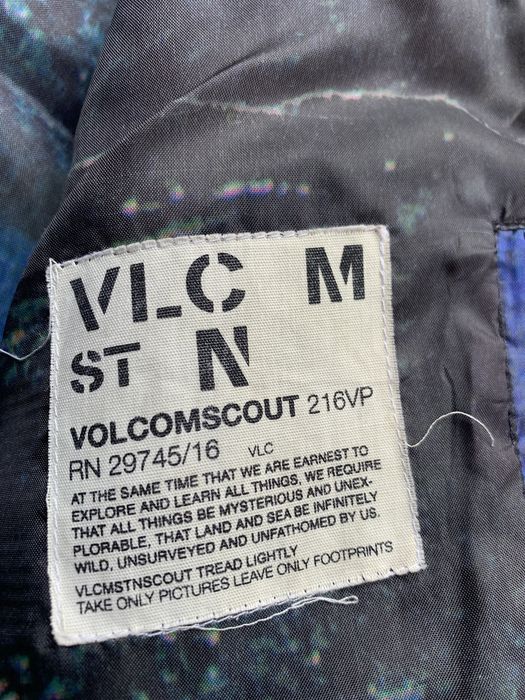 VLC M
ST N
VOLCOMSCOUT 216VP
RN 29745/16 VLC
AT THE SAME TIME THAT WE ARE EARNEST TO
EXPLORE AND LEARN ALL THINGS, WE REQUIRE
THAT ALL THINGS BE MYSTERIOUS AND UNEX-
PLORABLE, THAT LAND AND SEA BE INFINITELY
WILD, UNSURVEYED AND UNFATHOMED BY US.
VLCMSTNSCOUT TREAD LIGHTLY
TAKE ONLY PICTURES LEAVE ONLY FOOTPRINTS